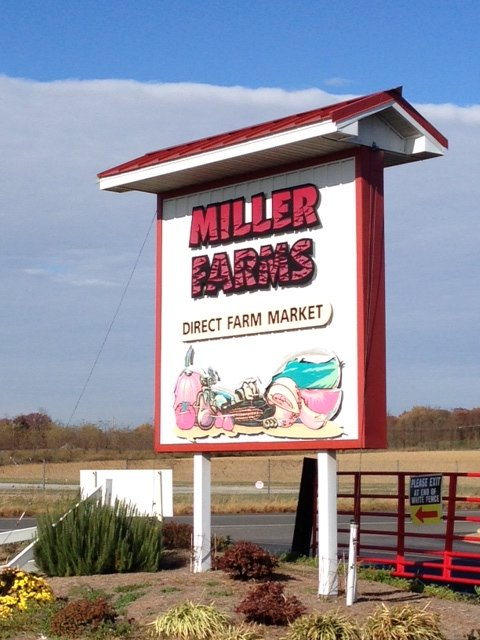 MILLER
FARMS
DIRECT FARM MARKET
PLEASE EXIT
AT END OF
WHITE FENCE